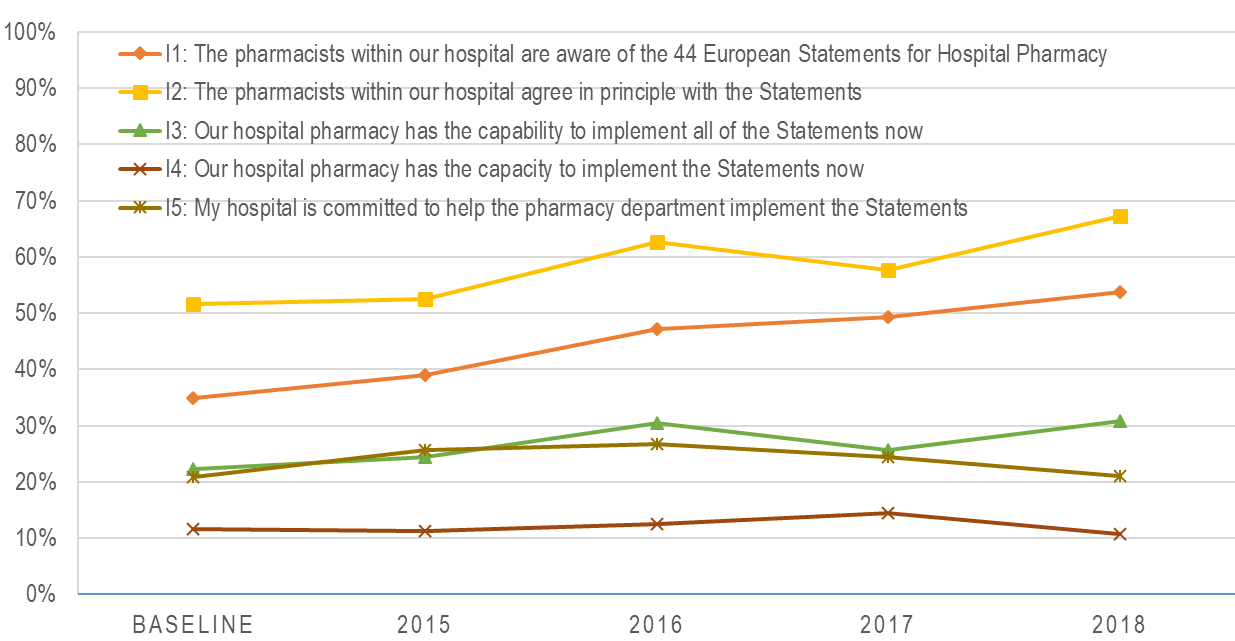 100%
I1: The pharmacists within our hospital are aware of the 44 European Statements for Hospital Pharmacy
90%
I2: The pharmacists within our hospital agree in principle with the Statements
I3: Our hospital pharmacy has the capability to implement all of the Statements now
80%
I4: Our hospital pharmacy has the capacity to implement the Statements now
70%
I5: My hospital is committed to help the pharmacy department implement the Statements
60%
50%
40%
30%
20%
10%
0%
BASELINE 2015 2016 2017 2018